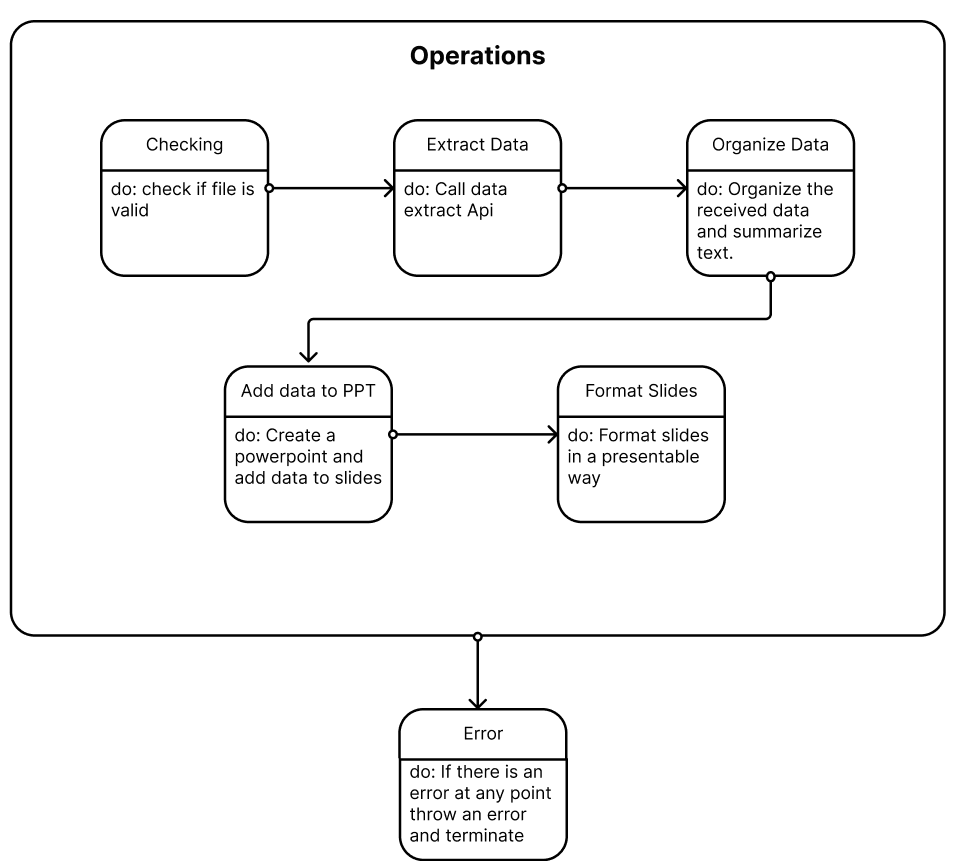 Operations
Checking
do: check if file is
valid
Extract Data
do: Call data
extract Api
Organize Data
do: Organize the
received data
and summarize
text.
Add data to PPT
do: Create a
powerpoint and
add data to slides
Format Slides
do: Format slides
in a presentable
way
Error
do: If there is an
error at any point
throw an error
and terminate